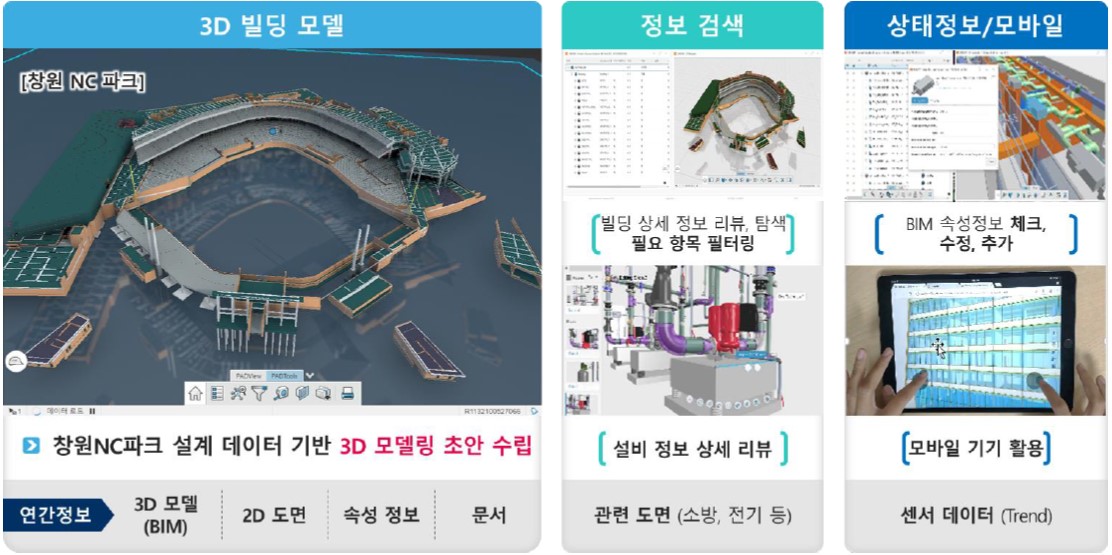 3D 빌딩 모델
[창원 NC 파크]
데이터 로드
창원NC파크 설계 데이터 기반 3D 모델링 초안 수립
연간정보
3D 모델
(BIM)
2D 도면
속성 정보
문서
정보 검색
빌딩 상세 정보 리뷰, 탐색
필요 항목 필터링
설비 정보 상세 리뷰
관련 도면 (소방, 전기 등)
상태정보/모바일
BIM 속성정보 체크,
수정, 추가
모바일 기기 활용
센서 데이터 (Trend)